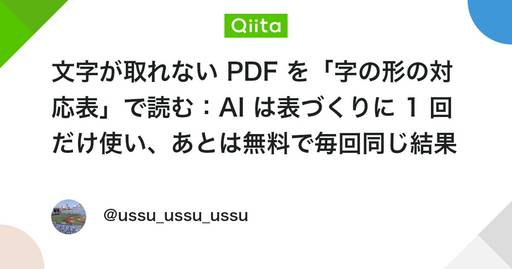 Qiita
文字が取れない PDF を「字の形の対
応表」で読む：AI は表づくりに 1 回
だけ使い、あとは無料で毎回同じ結果
@ussu_ussu_ussu